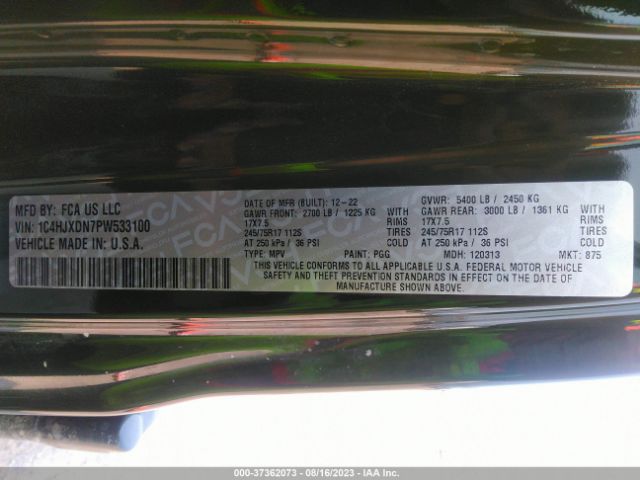 MFD BY: FCA US LLC
VIN: 1C4HJXDN7PW533100
VEHICLE MADE IN U.S.A.
DATE OF MFR (BUILT): 12-22
GVWR: 5400 LB / 2450 KG
GAWR FRONT: 2700 LB / 1225 KG WITH
GAWR REAR: 3000 LB / 1361 KG WITH
17X7.5 RIMS
17X7.5 RIMS
245/75R17 112S TIRES
245/75R17 112S TIRES
AT 250 kPa / 36 PSI COLD
AT 250 kPa / 36 PSI COLD
TYPE: MPV PAINT: PGG MDH: 120313 MKT: 875
THIS VEHICLE CONFORMS TO ALL APPLICABLE U.S.A. FEDERAL MOTOR VEHICLE
SAFETY AND THEFT PREVENTION STANDARDS IN EFFECT ON THE DATE OF
MANUFACTURE SHOWN ABOVE.
000-37362073 - 08/16/2023 - IAA Inc.